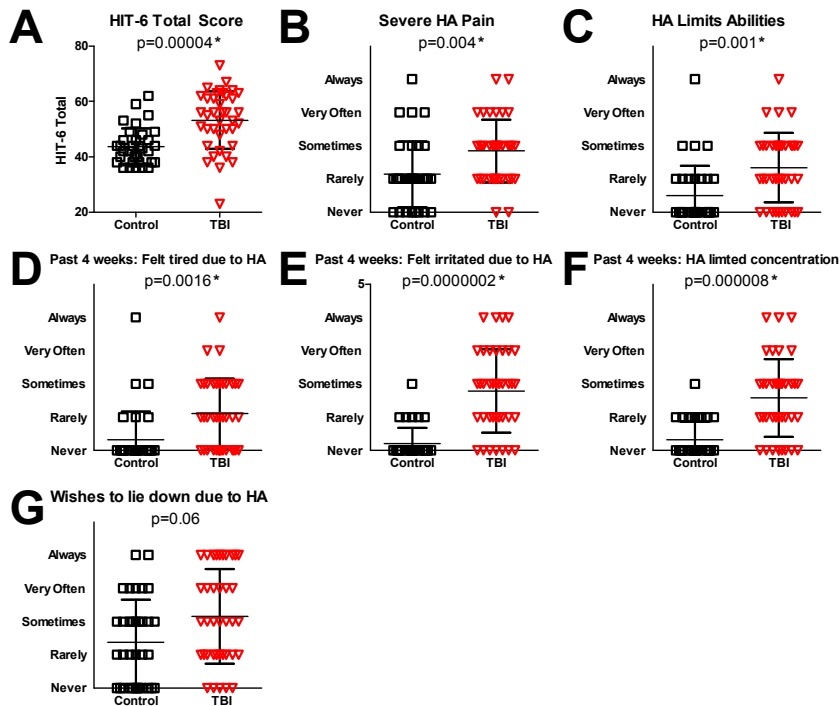 A
HIT-6 Total Score
p=0.00004*
HIT-6 Total
80
60
40
20
Control
TBI
B
Severe HA Pain
p=0.004*
Always
Very Often
Sometimes
Rarely
Never
Control
TBI
C
HA Limits Abilities
p=0.001*
Always
Very Often
Sometimes
Rarely
Never
Control
TBI
D
Past 4 weeks: Felt tired due to HA
p=0.0016*
Always
Very Often
Sometimes
Rarely
Never
Control
TBI
E
Past 4 weeks: Felt irritated due to HA
p=0.0000002*
5
Always
Very Often
Sometimes
Rarely
Never
Control
TBI
F
Past 4 weeks: HA limted concentration
p=0.000008*
Always
Very Often
Sometimes
Rarely
Never
Control
TBI
G
Wishes to lie down due to HA
p=0.06
Always
Very Often
Sometimes
Rarely
Never
Control
TBI